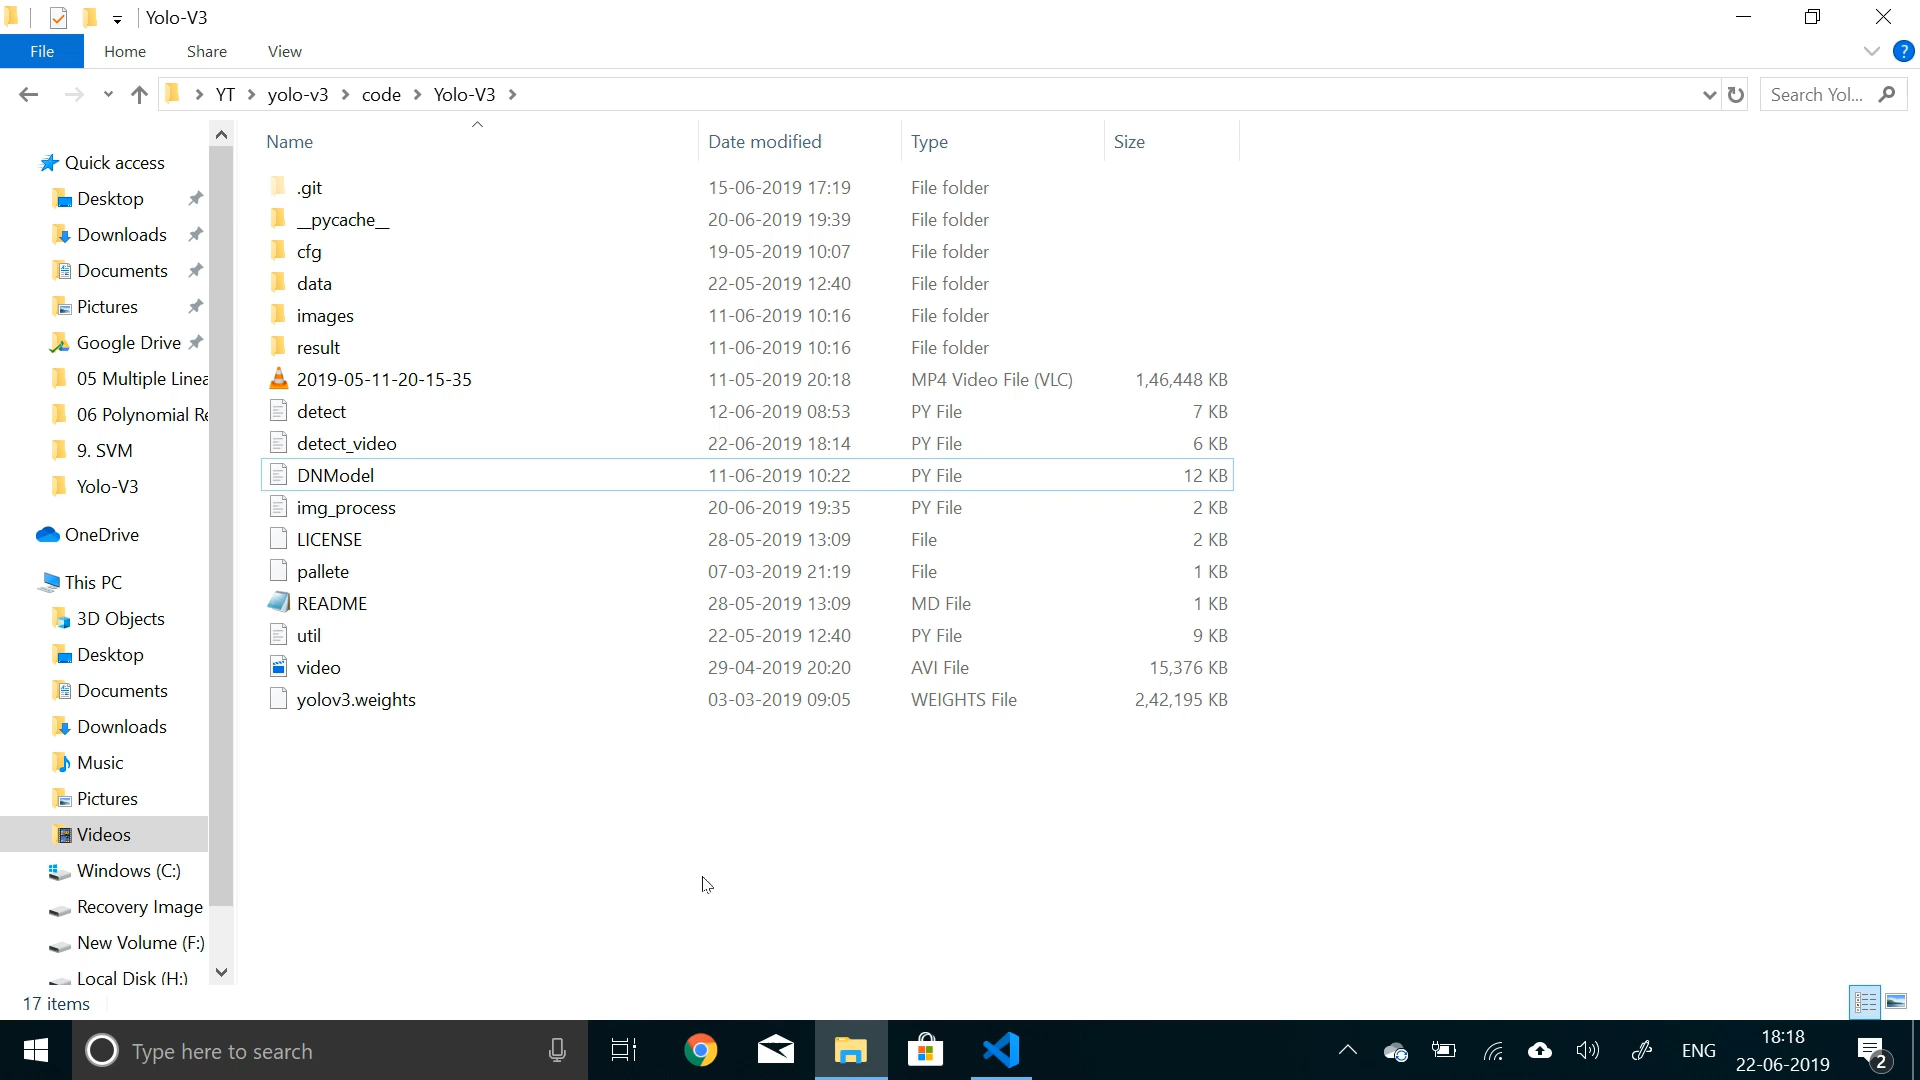 Yolo-V3
File Home Share View ?
YT yolo-v3 code Yolo-V3 Search Yol...
Name Date modified Type Size
.git 15-06-2019 17:19 File folder
__pycache__ 20-06-2019 19:39 File folder
cfg 19-05-2019 10:07 File folder
data 22-05-2019 12:40 File folder
images 11-06-2019 10:16 File folder
result 11-06-2019 10:16 File folder
2019-05-11-20-15-35 11-05-2019 20:18 MP4 Video File (VLC) 1,46,448 KB
detect 12-06-2019 08:53 PY File 7 KB
detect_video 22-06-2019 18:14 PY File 6 KB
DNModel 11-06-2019 10:22 PY File 12 KB
img_process 20-06-2019 19:35 PY File 2 KB
LICENSE 28-05-2019 13:09 File 2 KB
pallete 07-03-2019 21:19 File 1 KB
README 28-05-2019 13:09 MD File 1 KB
util 22-05-2019 12:40 PY File 9 KB
video 29-04-2019 20:20 AVI File 15,376 KB
yolov3.weights 03-03-2019 09:05 WEIGHTS File 2,42,195 KB
Quick access
Desktop
Downloads
Documents
Pictures
Google Drive
05 Multiple Linea
06 Polynomial Re
9. SVM
Yolo-V3
OneDrive
This PC
3D Objects
Desktop
Documents
Downloads
Music
Pictures
Videos
Windows (C:)
Recovery Image
New Volume (F:)
Local Disk (H:)
17 items
Type here to search ENG 18:18
22-06-2019 2